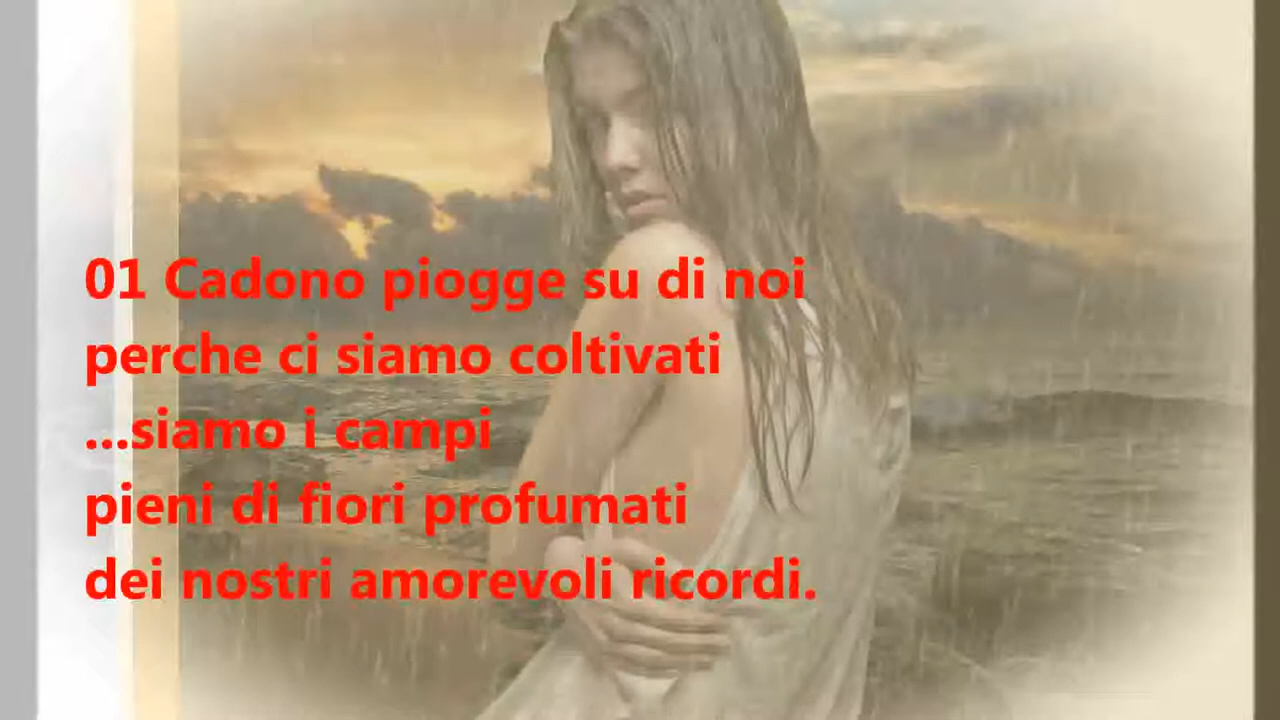 01 Cadono piogge su di noi
perche ci siamo coltivati
...siamo i campi
pieni di fiori profumati
dei nostri amorevoli ricordi.